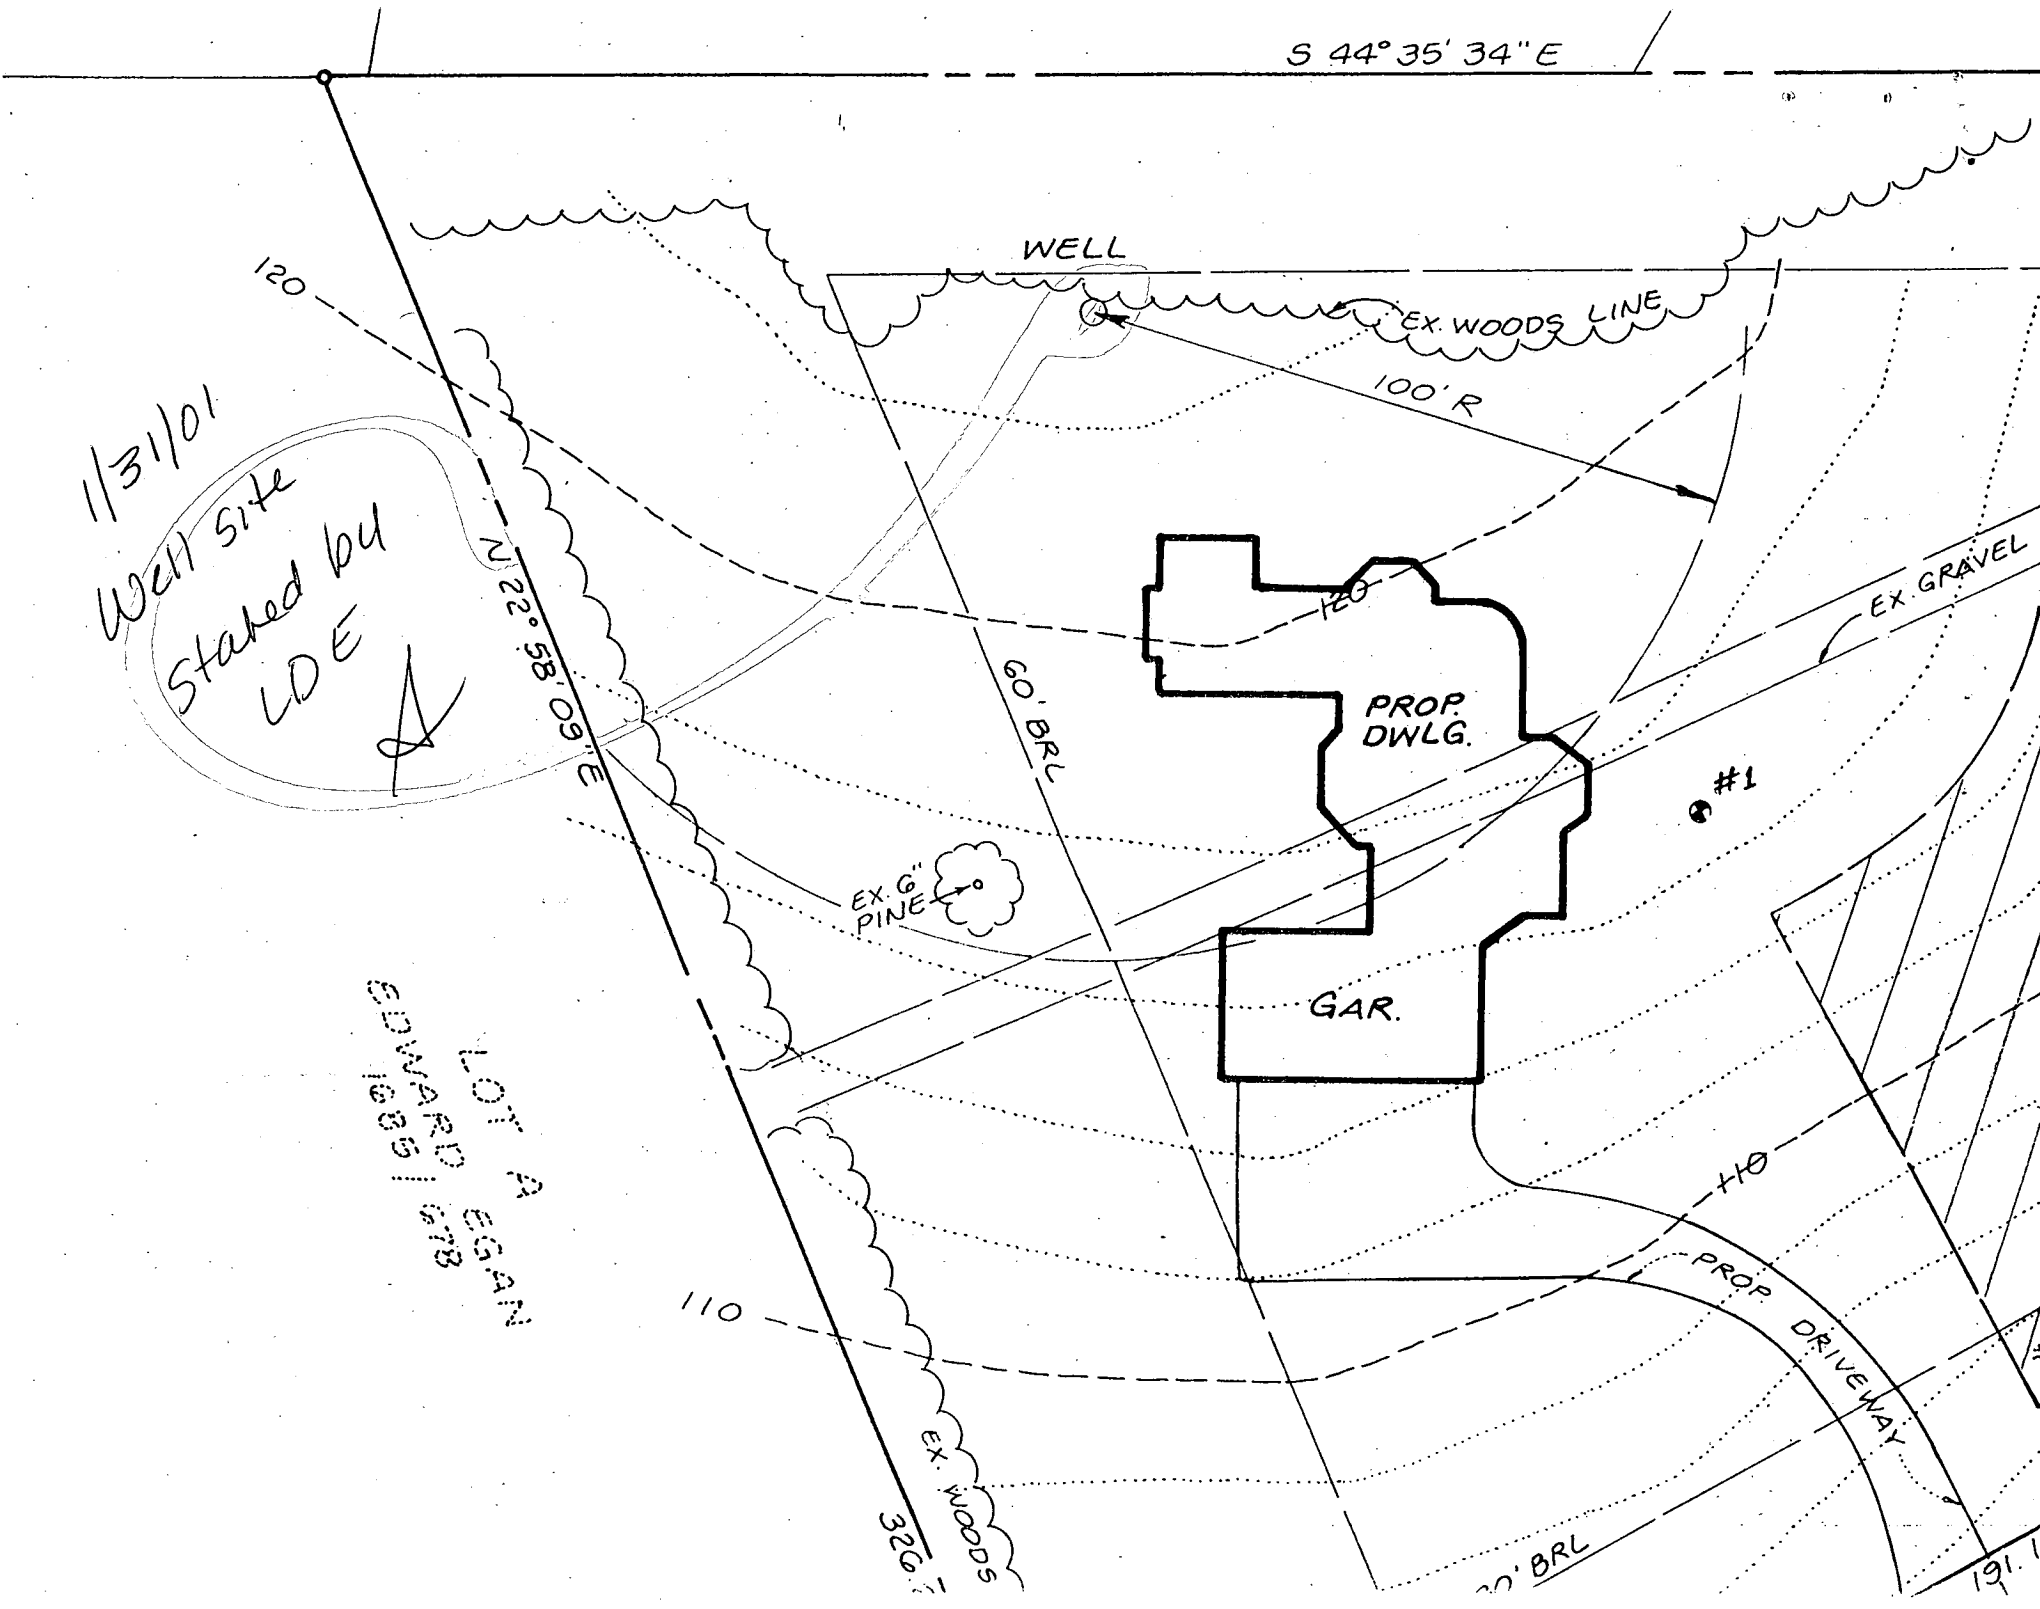 S 44° 35' 34" E
WELL
120
EX. WOODS LINE
100' R
1/31/01
Well site
staked by
LDE
N 22° 58' 09" E
120
EX. GRAVEL
60' BRL
PROP.
DWLG.
#1
EX. 6"
PINE
GAR.
LOT A
EDWARD EGAN
110
110
PROP. DRIVEWAY
EX. WOODS
326.
0' BRL
191.1